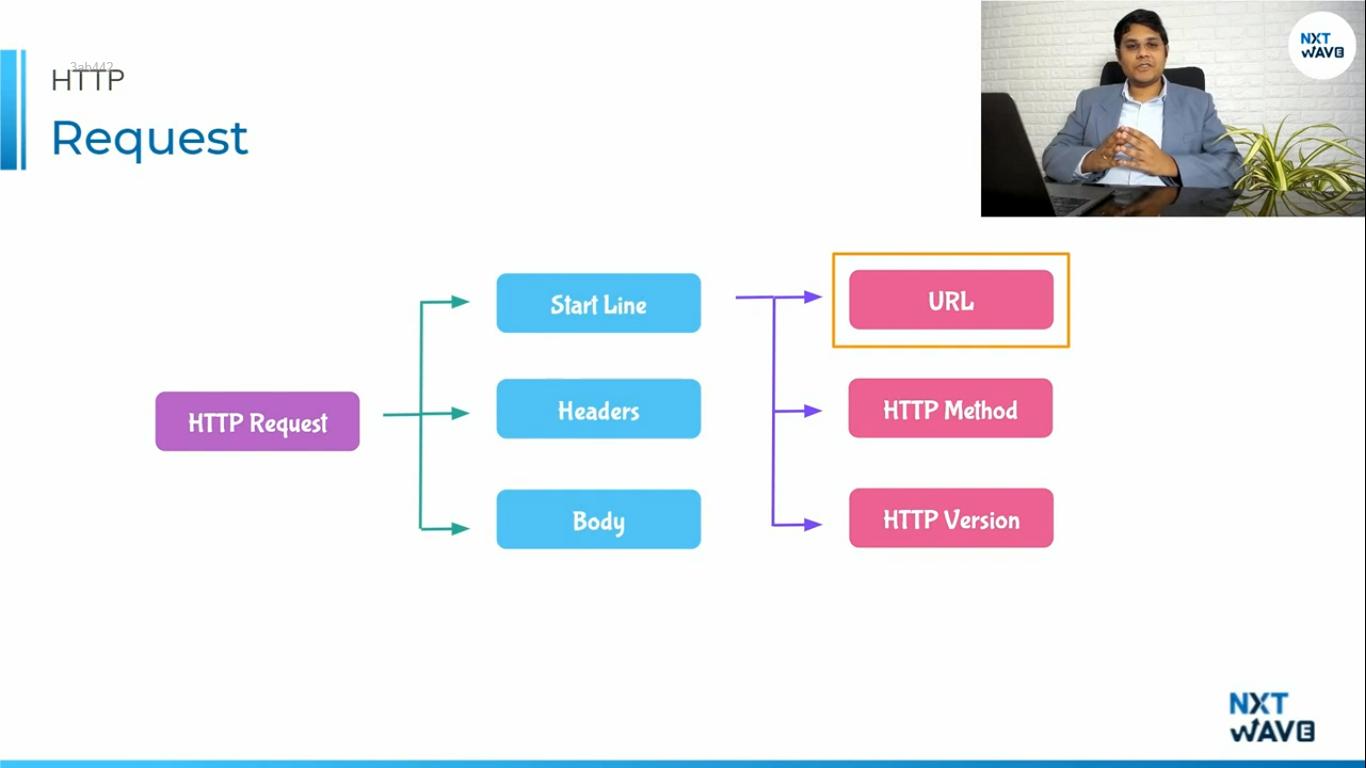 3ab442
HTTP
Request
NXT
WAVE
HTTP Request
Start Line
Headers
Body
URL
HTTP Method
HTTP Version
NXT
WAVE